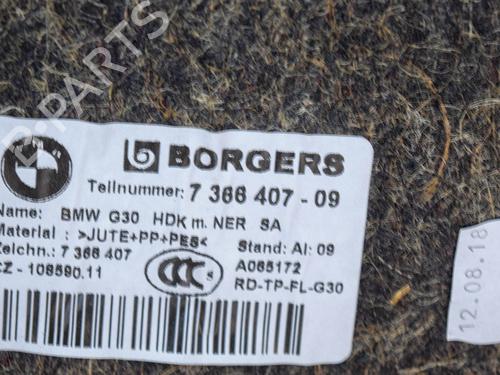 BORGERS
Teilnummer: 7 366 407 - 09
Name: BMW G30 HDK m. NER SA
Material : >JUTE+PP+PES<
Stand: AI: 09
Zeichn.: 7 366 407
A065172
CZ - 108590.11
RD-TP-FL-G30
12.08.18
B-PARTS